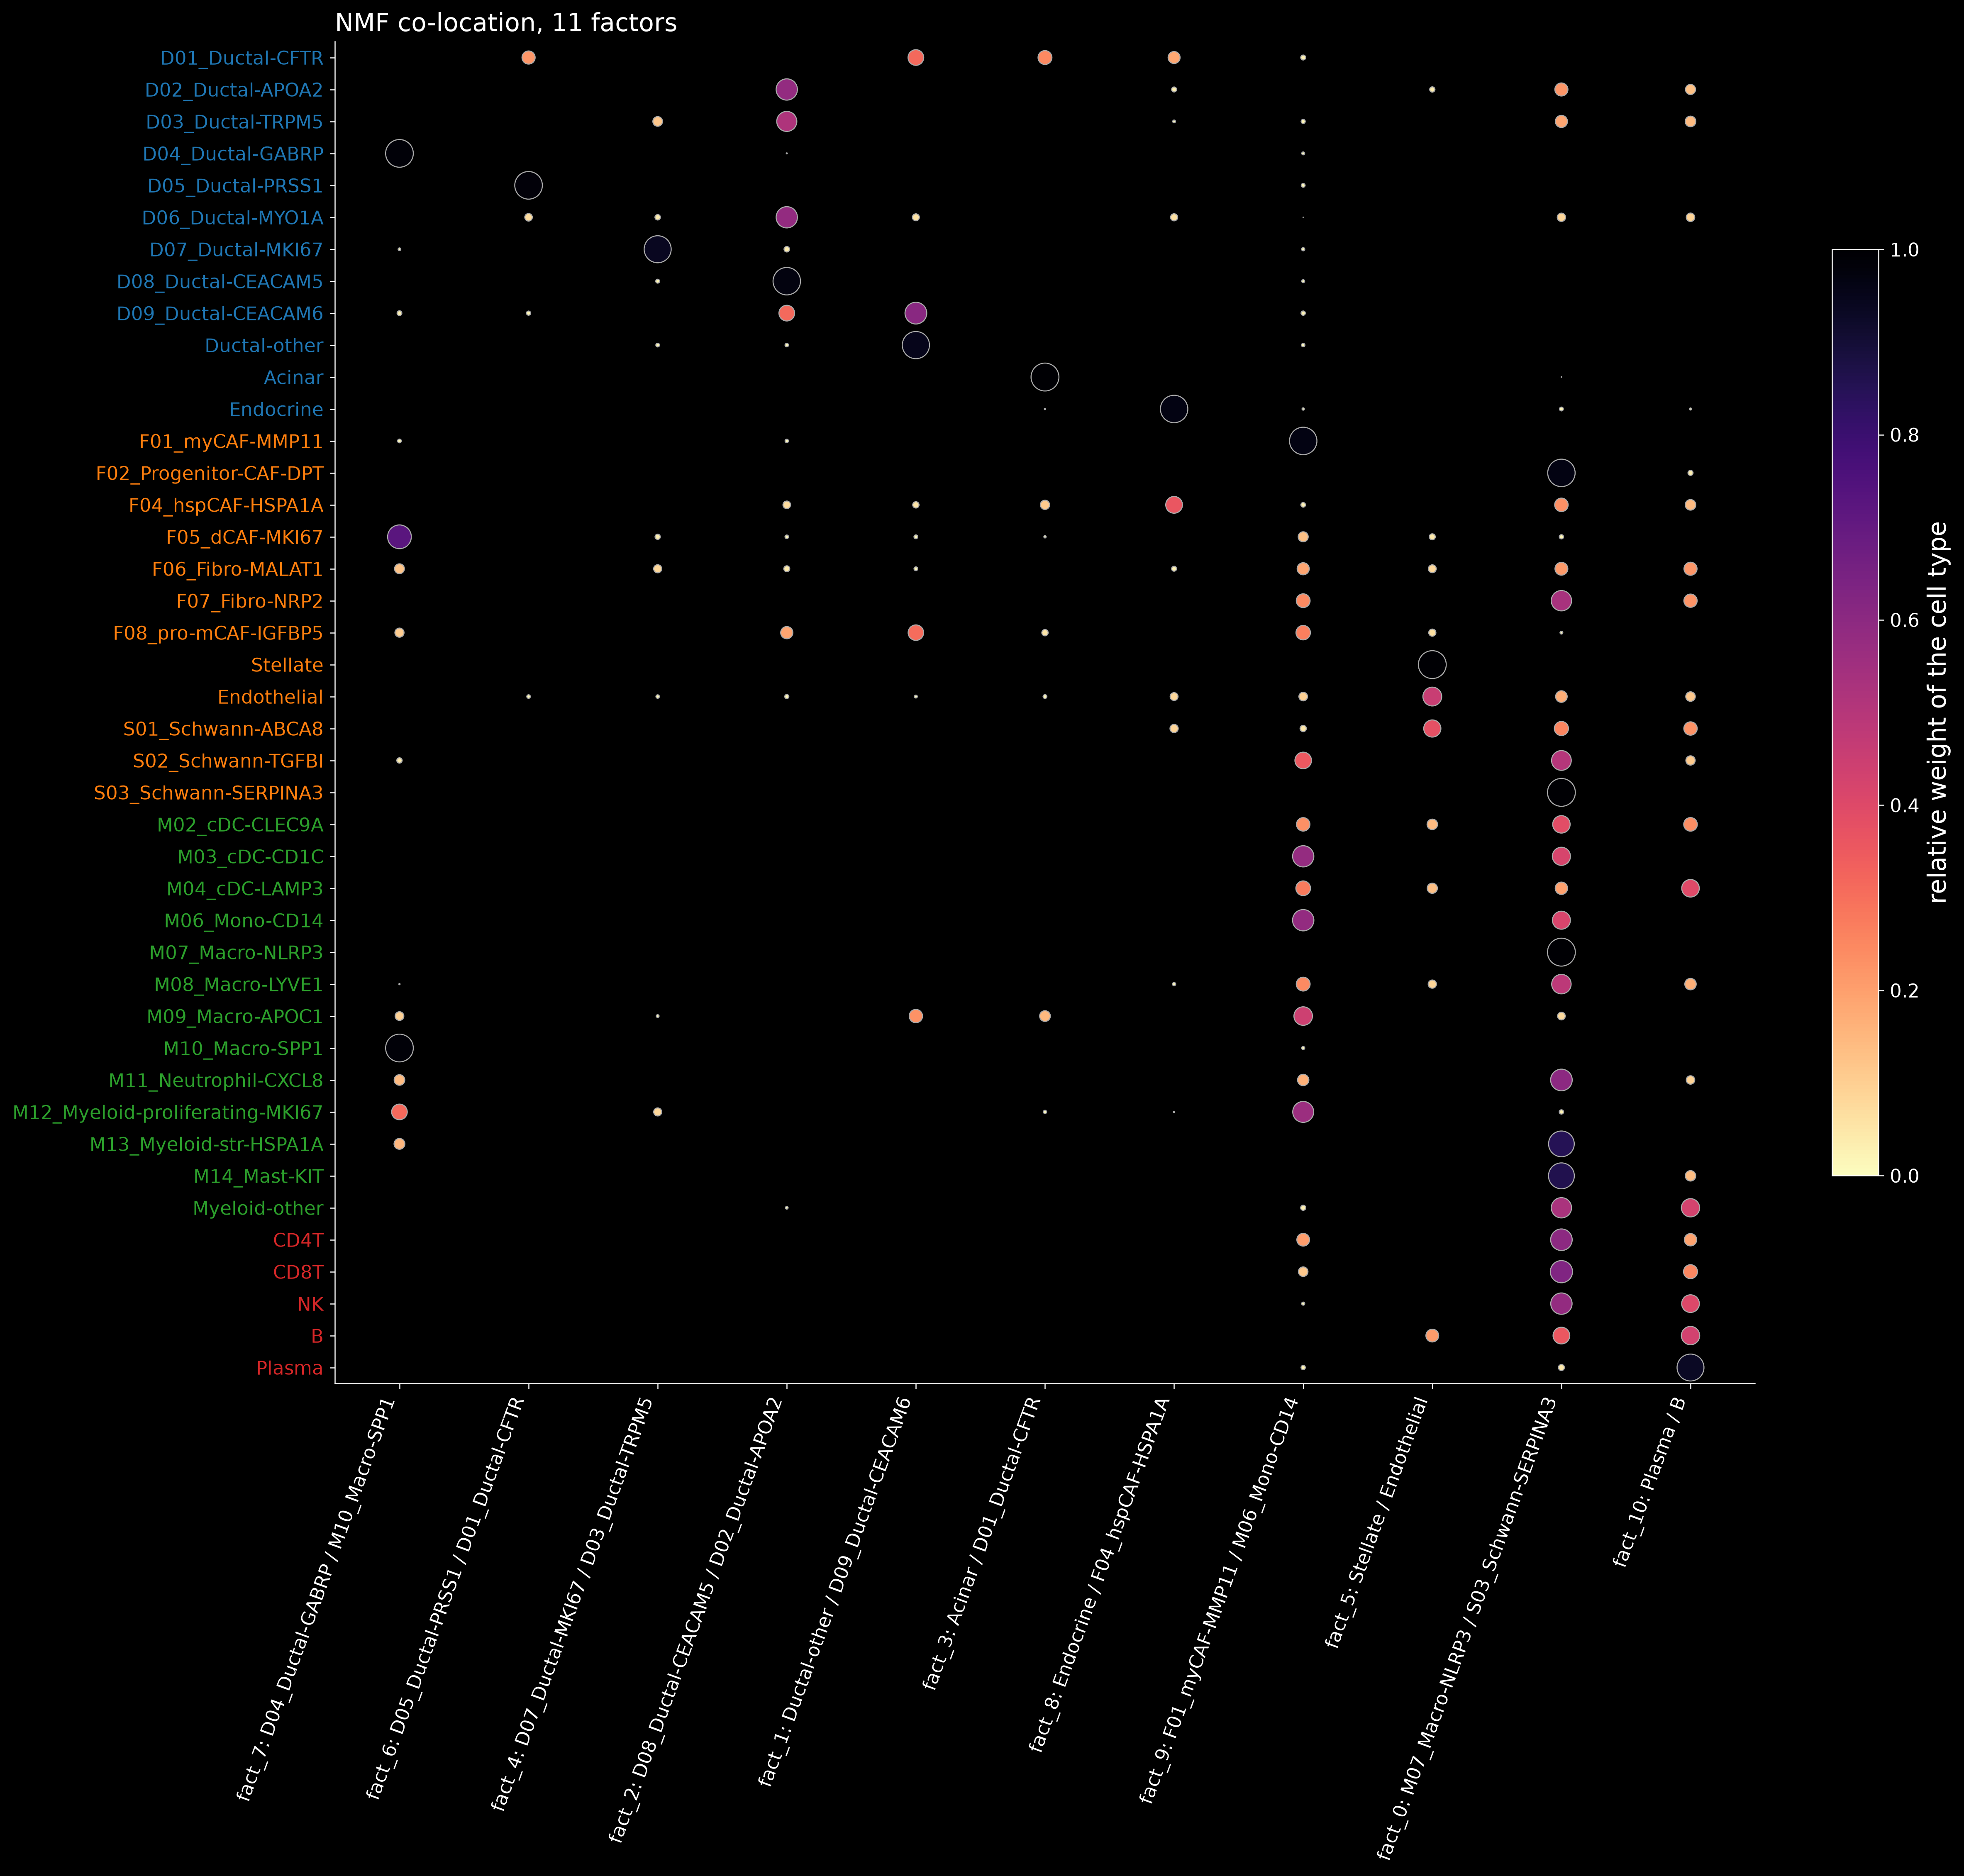 NMF co-location, 11 factors
D01_Ductal-CFTR
D02_Ductal-APOA2
D03_Ductal-TRPM5
D04_Ductal-GABRP
D05_Ductal-PRSS1
D06_Ductal-MYO1A
D07_Ductal-MKI67
D08_Ductal-CEACAM5
D09_Ductal-CEACAM6
Ductal-other
Acinar
Endocrine
F01_myCAF-MMP11
F02_Progenitor-CAF-DPT
F04_hspCAF-HSPA1A
F05_dCAF-MKI67
F06_Fibro-MALAT1
F07_Fibro-NRP2
F08_pro-mCAF-IGFBP5
Stellate
Endothelial
S01_Schwann-ABCA8
S02_Schwann-TGFBI
S03_Schwann-SERPINA3
M02_cDC-CLEC9A
M03_cDC-CD1C
M04_cDC-LAMP3
M06_Mono-CD14
M07_Macro-NLRP3
M08_Macro-LYVE1
M09_Macro-APOC1
M10_Macro-SPP1
M11_Neutrophil-CXCL8
M12_Myeloid-proliferating-MKI67
M13_Myeloid-str-HSPA1A
M14_Mast-KIT
Myeloid-other
CD4T
CD8T
NK
B
Plasma
fact_7: D04_Ductal-GABRP / M10_Macro-SPP1
fact_6: D05_Ductal-PRSS1 / D01_Ductal-CFTR
fact_4: D07_Ductal-MKI67 / D03_Ductal-TRPM5
fact_2: D08_Ductal-CEACAM5 / D02_Ductal-APOA2
fact_1: Ductal-other / D09_Ductal-CEACAM6
fact_3: Acinar / D01_Ductal-CFTR
fact_8: Endocrine / F04_hspCAF-HSPA1A
fact_9: F01_myCAF-MMP11 / M06_Mono-CD14
fact_5: Stellate / Endothelial
fact_0: M07_Macro-NLRP3 / S03_Schwann-SERPINA3
fact_10: Plasma / B
1.0
0.8
0.6
0.4
0.2
0.0
relative weight of the cell type